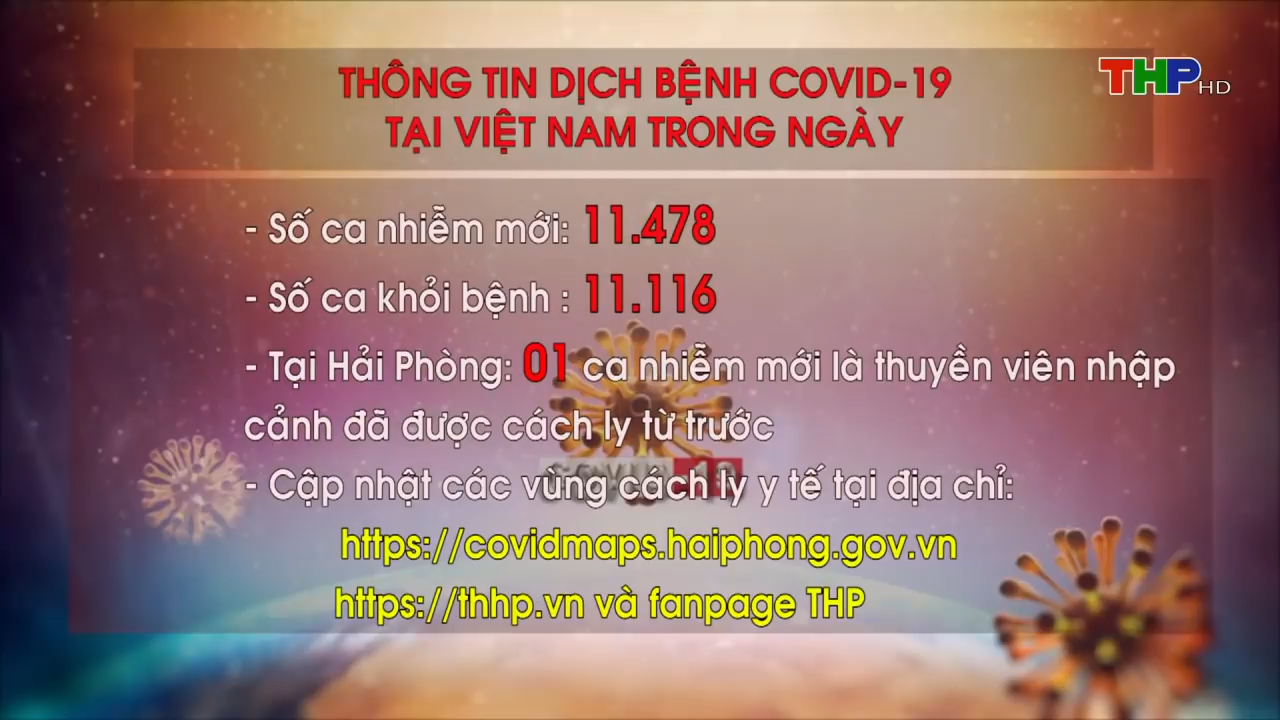 THÔNG TIN DỊCH BỆNH COVID-19
TẠI VIỆT NAM TRONG NGÀY
THP HD
- Số ca nhiễm mới: 11.478
- Số ca khỏi bệnh : 11.116
- Tại Hải Phòng: 01 ca nhiễm mới là thuyền viên nhập
cảnh đã được cách ly từ trước
- Cập nhật các vùng cách ly y tế tại địa chỉ:
https://covidmaps.haiphong.gov.vn
https://thhp.vn và fanpage THP